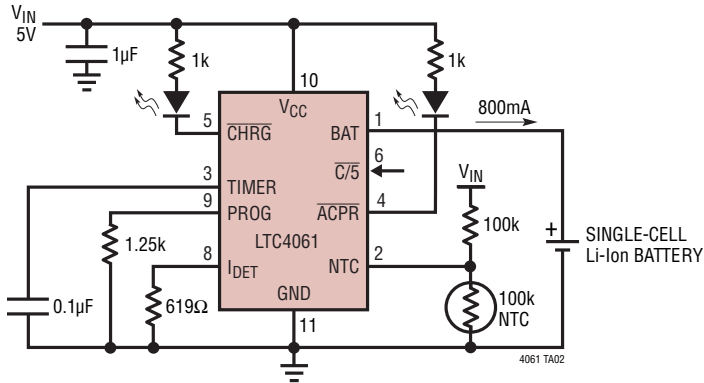 VIN
5V
1µF
1k
1k
10
VCC
800mA
5
CHRG
BAT
1
C/5
6
3
TIMER
VIN
9
PROG
ACPR
4
100k
1.25k
LTC4061
+
SINGLE-CELL
Li-Ion BATTERY
8
IDET
NTC
2
0.1µF
619Ω
GND
100k
NTC
11
4061 TA02